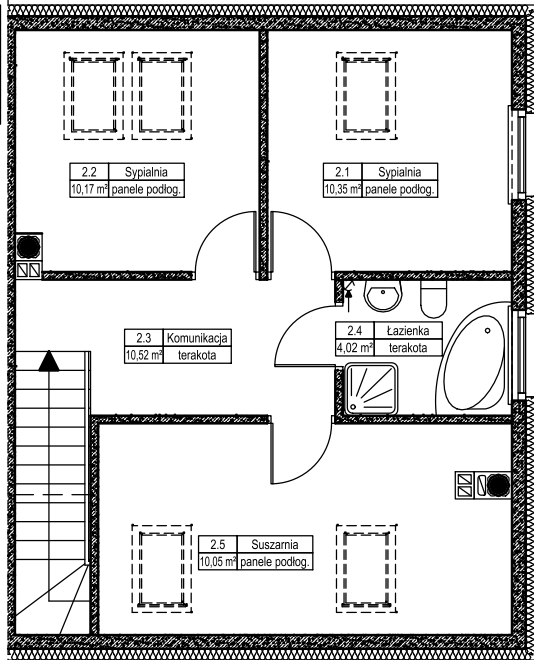 2.2 Sypialnia
10,17 m² panele podłog.
2.1 Sypialnia
10,35 m² panele podłog.
2.3 Komunikacja
10,52 m² terakota
2.4 Łazienka
4,02 m² terakota
2.5 Suszarnia
10,05 m² panele podłog.